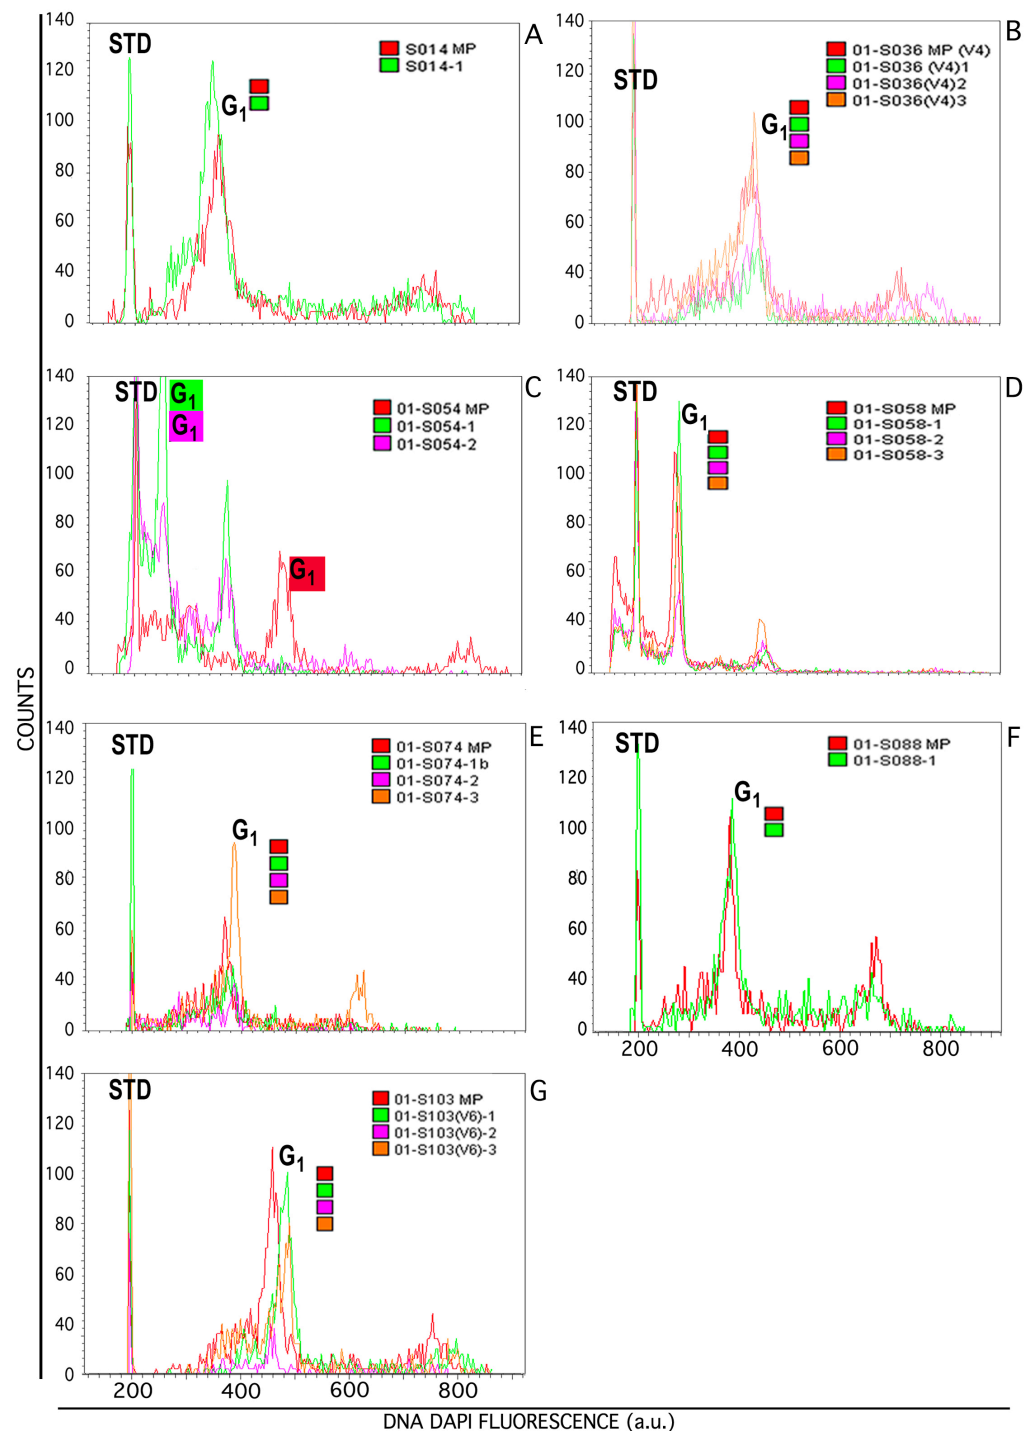 A
140
120
100
80
60
40
0
STD
S014 MP
S014-1
G1
B
140
120
100
80
60
40
0
STD
01-S036 MP (V4)
01-S036 (V4)1
01-S036(V4)2
01-S036(V4)3
G1
C
140
120
100
80
60
40
0
STD
G1
G1
01-S054 MP
01-S054-1
01-S054-2
G1
D
140
120
100
80
60
40
0
STD
01-S058 MP
01-S058-1
01-S058-2
01-S058-3
G1
E
140
120
100
80
60
40
0
STD
01-S074 MP
01-S074-1b
01-S074-2
01-S074-3
G1
F
140
120
100
80
60
40
0
STD
01-S088 MP
01-S088-1
G1
200 400 600 800
G
140
120
100
80
60
40
0
STD
01-S103 MP
01-S103(V6)-1
01-S103(V6)-2
01-S103(V6)-3
G1
200 400 600 800
COUNTS
DNA DAPI FLUORESCENCE (a.u.)